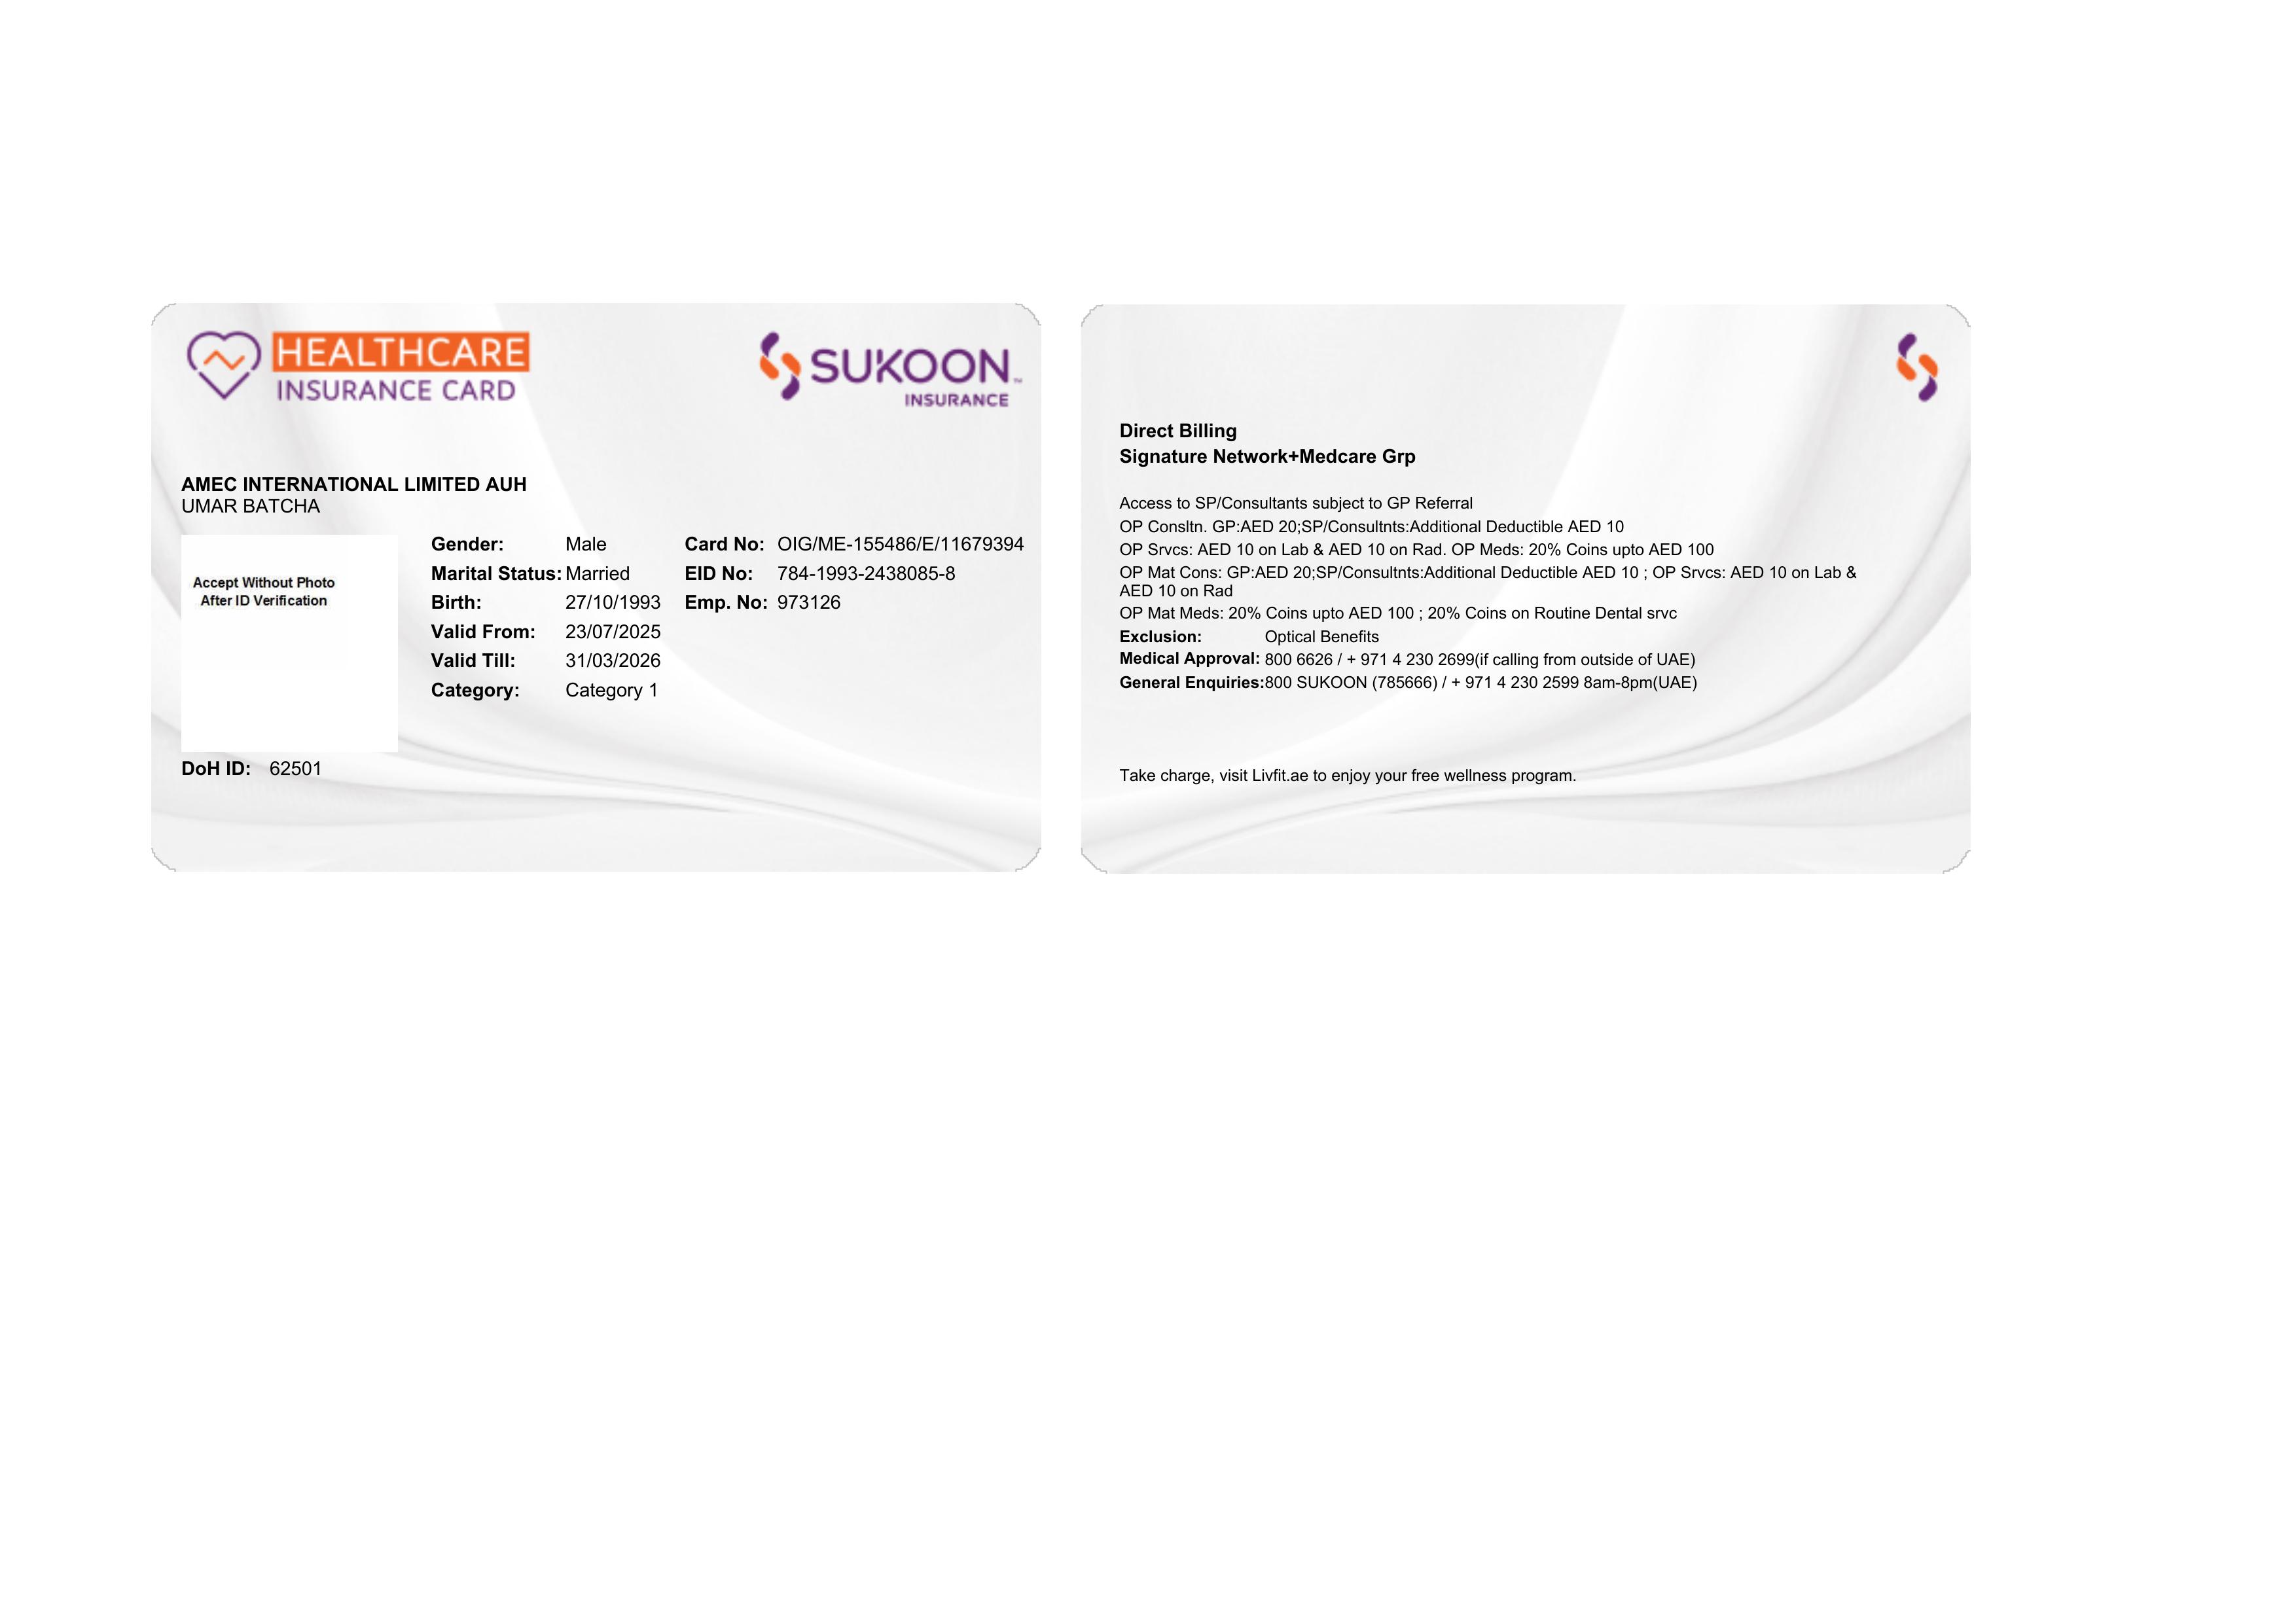 HEALTHCARE
INSURANCE CARD
SUKOON™
INSURANCE
AMEC INTERNATIONAL LIMITED AUH
UMAR BATCHA
Accept Without Photo
After ID Verification
Gender: Male Card No: OIG/ME-155486/E/11679394
Marital Status: Married EID No: 784-1993-2438085-8
Birth: 27/10/1993 Emp. No: 973126
Valid From: 23/07/2025
Valid Till: 31/03/2026
Category: Category 1
DoH ID: 62501
Direct Billing
Signature Network+Medcare Grp
Access to SP/Consultants subject to GP Referral
OP Consltn. GP:AED 20;SP/Consultnts:Additional Deductible AED 10
OP Srvcs: AED 10 on Lab & AED 10 on Rad. OP Meds: 20% Coins upto AED 100
OP Mat Cons: GP:AED 20;SP/Consultnts:Additional Deductible AED 10 ; OP Srvcs: AED 10 on Lab &
AED 10 on Rad
OP Mat Meds: 20% Coins upto AED 100 ; 20% Coins on Routine Dental srvc
Exclusion: Optical Benefits
Medical Approval: 800 6626 / + 971 4 230 2699(if calling from outside of UAE)
General Enquiries:800 SUKOON (785666) / + 971 4 230 2599 8am-8pm(UAE)
Take charge, visit Livfit.ae to enjoy your free wellness program.